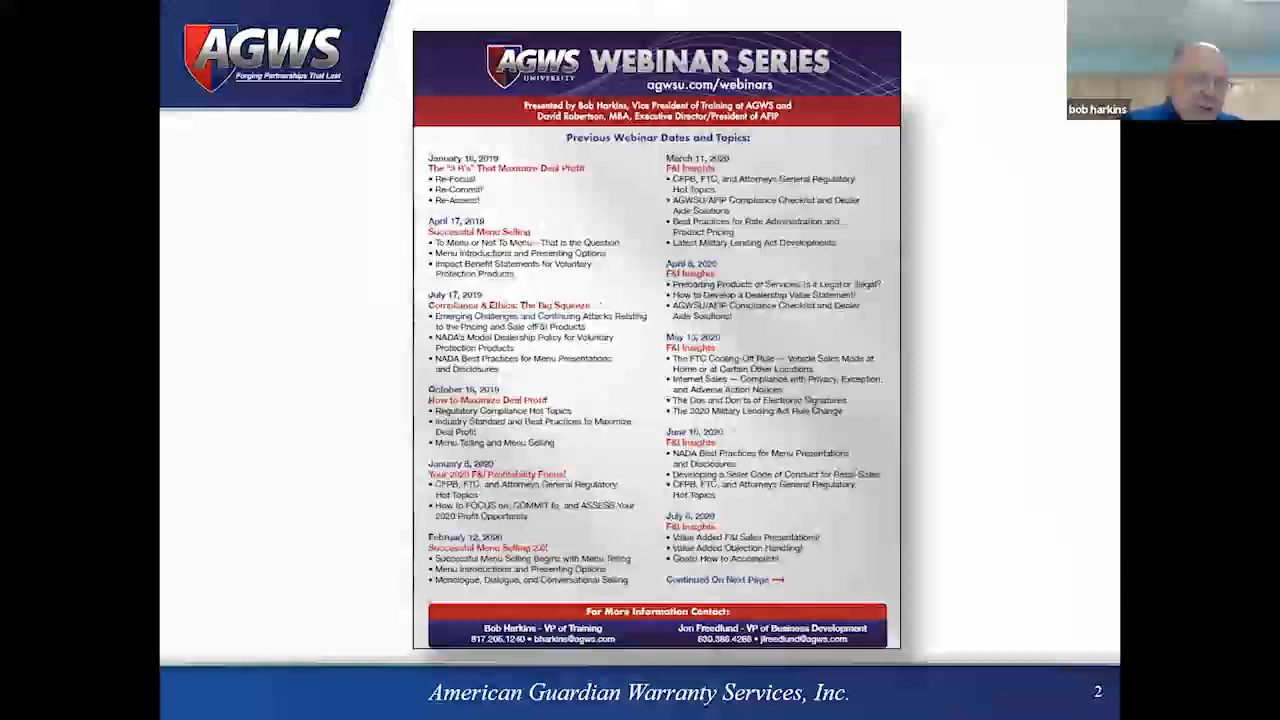 AGWS
Forging Partnerships That Last
bob harkins
AGWS
UNIVERSITY
WEBINAR SERIES
agwsu.com/webinars
Presented by Bob Harkins, Vice President of Training at AGWS and
David Robertson, MBA, Executive Director/President of AFIP
Previous Webinar Dates and Topics:
January 16, 2019
The "3 R's" That Maximize Deal Profit
• Re-Focus!
• Re-Commit!
• Re-Assess!
April 17, 2019
Successful Menu Selling
• To Menu or Not To Menu—That is the Question
• Menu Introductions and Presenting Options
• Impact Benefit Statements for Voluntary
Protection Products
July 17, 2019
Compliance & Ethics: The Big Squeeze
• Emerging Challenges and Continuing Attacks Relating
to the Pricing and Sale of F&I Products
• NADA's Model Dealership Policy for Voluntary
Protection Products
• NADA Best Practices for Menu Presentations
and Disclosures
October 16, 2019
How to Maximize Deal Profit
• Regulatory Compliance Hot Topics
• Industry Standard and Best Practices to Maximize
Deal Profit
• Menu Telling and Menu Selling
January 8, 2020
Your 2020 F&I Profitability Focus!
• CFPB, FTC, and Attorneys General Regulatory
Hot Topics
• How to FOCUS on, COMMIT to, and ASSESS Your
2020 Profit Opportunity
February 12, 2020
Successful Menu Selling 2.0!
• Successful Menu Selling Begins with Menu Telling
• Menu Introductions and Presenting Options
• Monologue, Dialogue, and Conversational Selling
March 11, 2020
F&I Insights
• CFPB, FTC, and Attorneys General Regulatory
Hot Topics
• AGWSU/AFIP Compliance Checklist and Dealer
Aide Solutions
• Best Practices for Rate Administration and
Product Pricing
• Latest Military Lending Act Developments
April 8, 2020
F&I Insights
• Preloading Products or Services: Is it Legal or Illegal?
• How to Develop a Dealership Value Statement!
• AGWSU/AFIP Compliance Checklist and Dealer
Aide Solutions!
May 13, 2020
F&I Insights
• The FTC Cooling-Off Rule — Vehicle Sales Made at
Home or at Certain Other Locations
• Internet Sales — Compliance with Privacy, Exception,
and Adverse Action Notices
• The Dos and Don'ts of Electronic Signatures
• The 2020 Military Lending Act Rule Change
June 10, 2020
F&I Insights
• NADA Best Practices for Menu Presentations
and Disclosures
• Developing a Seller Code of Conduct for Retail Sales
• CFPB, FTC, and Attorneys General Regulatory
Hot Topics
July 8, 2020
F&I Insights
• Value Added F&I Sales Presentations!
• Value Added Objection Handling!
• Goals! How to Accomplish!
Continued On Next Page
For More Information Contact:
Bob Harkins - VP of Training
817.205.1240 • bharkins@agws.com
Jon Freedlund - VP of Business Development
630.388.4268 • jfreedlund@agws.com
American Guardian Warranty Services, Inc.
2